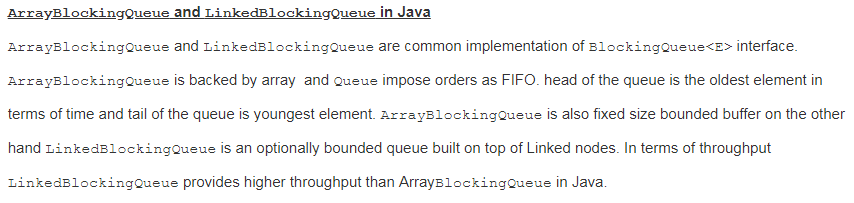 ArrayBlockingQueue and LinkedBlockingQueue in Java
ArrayBlockingQueue and LinkedBlockingQueue are common implementation of BlockingQueue<E> interface.
ArrayBlockingQueue is backed by array and Queue impose orders as FIFO. head of the queue is the oldest element in
terms of time and tail of the queue is youngest element. ArrayBlockingQueue is also fixed size bounded buffer on the other
hand LinkedBlockingQueue is an optionally bounded queue built on top of Linked nodes. In terms of throughput
LinkedBlockingQueue provides higher throughput than ArrayBlockingQueue in Java.